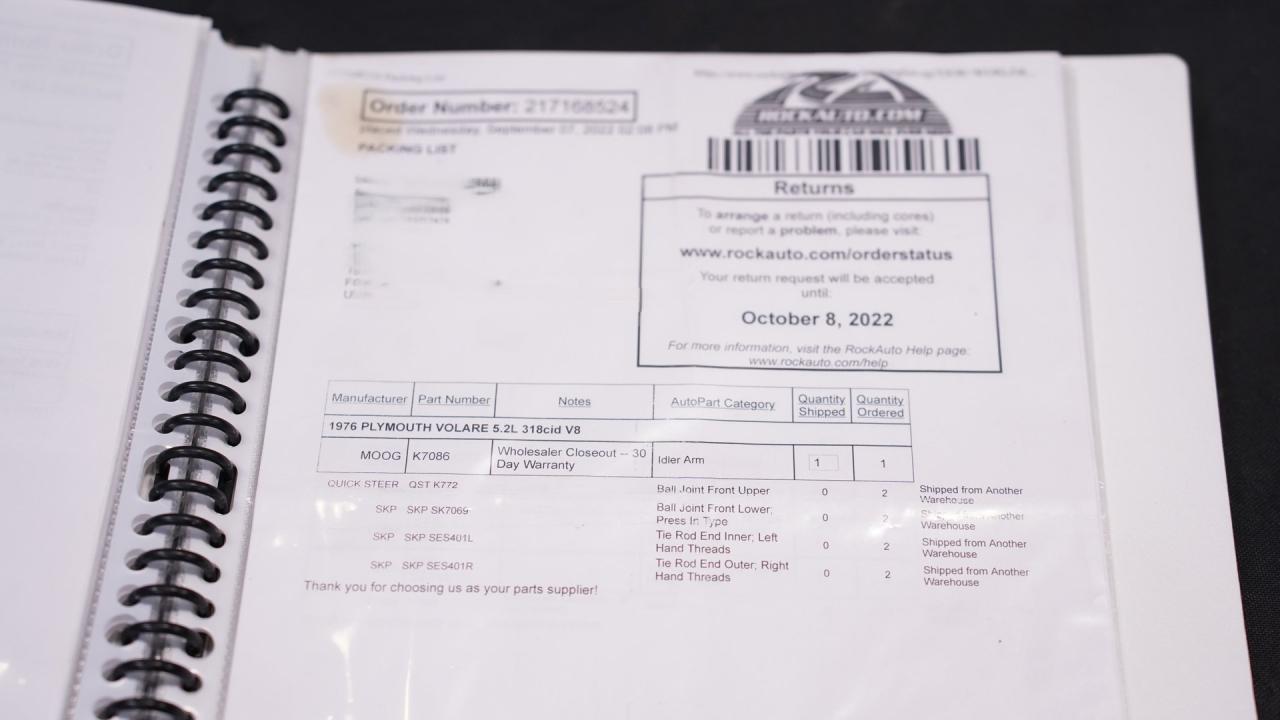 Order Number: 217168524
Placed Wednesday, September 07, 2022 02:08 PM
PACKING LIST
ROCKAUTO.COM
Returns
To arrange a return (including cores)
or report a problem, please visit:
www.rockauto.com/orderstatus
Your return request will be accepted
until:
October 8, 2022
For more information, visit the RockAuto Help page:
www.rockauto.com/help
Manufacturer Part Number Notes AutoPart Category Quantity Shipped Quantity Ordered
1976 PLYMOUTH VOLARE 5.2L 318cid V8
MOOG K7086 Wholesaler Closeout -- 30 Day Warranty Idler Arm 1 1
QUICK STEER QST K772 Ball Joint Front Upper 0 2 Shipped from Another Warehouse
SKP SKP SK7069 Ball Joint Front Lower; Press In Type 0 2 Shipped from Another Warehouse
SKP SKP SES401L Tie Rod End Inner; Left Hand Threads 0 2 Shipped from Another Warehouse
SKP SKP SES401R Tie Rod End Outer; Right Hand Threads 0 2 Shipped from Another Warehouse
Thank you for choosing us as your parts supplier!